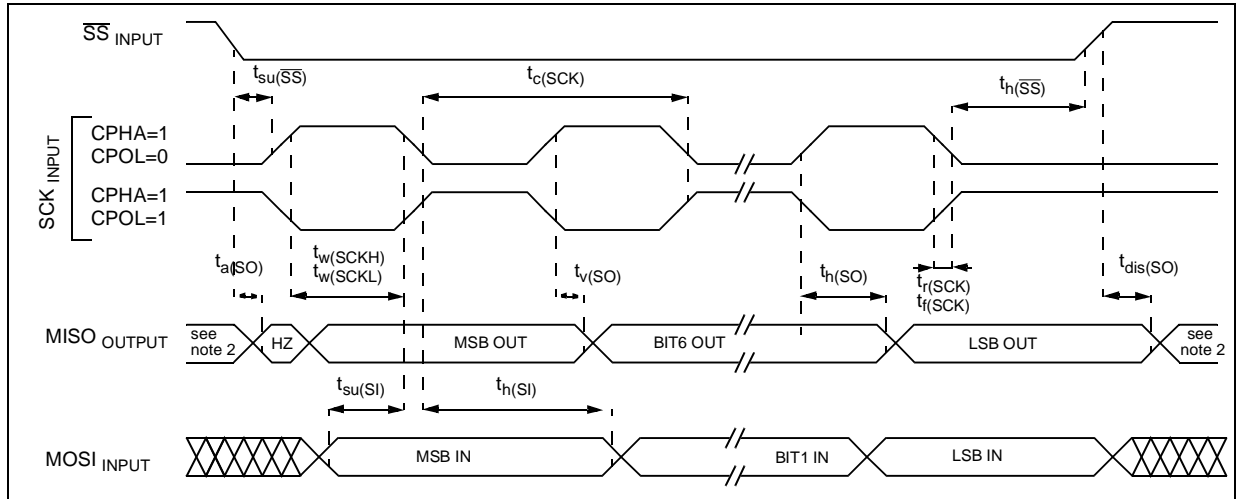 SS INPUT
tsu(SS)
tc(SCK)
th(SS)
SCK INPUT
CPHA=1
CPOL=0
CPHA=1
CPOL=1
ta(SO)
tw(SCKH)
tw(SCKL)
tv(SO)
th(SO)
tr(SCK)
tf(SCK)
tdis(SO)
MISO OUTPUT
see
note 2
HZ
MSB OUT
BIT6 OUT
LSB OUT
see
note 2
tsu(SI)
th(SI)
MOSI INPUT
MSB IN
BIT1 IN
LSB IN